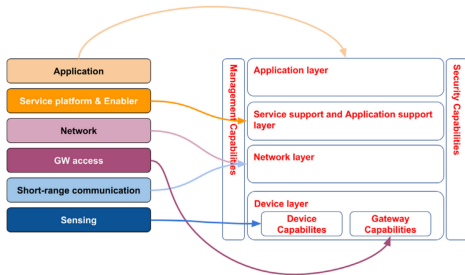 Application
Service platform & Enabler
Network
GW access
Short-range communication
Sensing
Management Capabilities
Application layer
Service support and Application support
layer
Network layer
Device layer
Device
Capabilites
Gateway
Capabilities
Security Capabilities